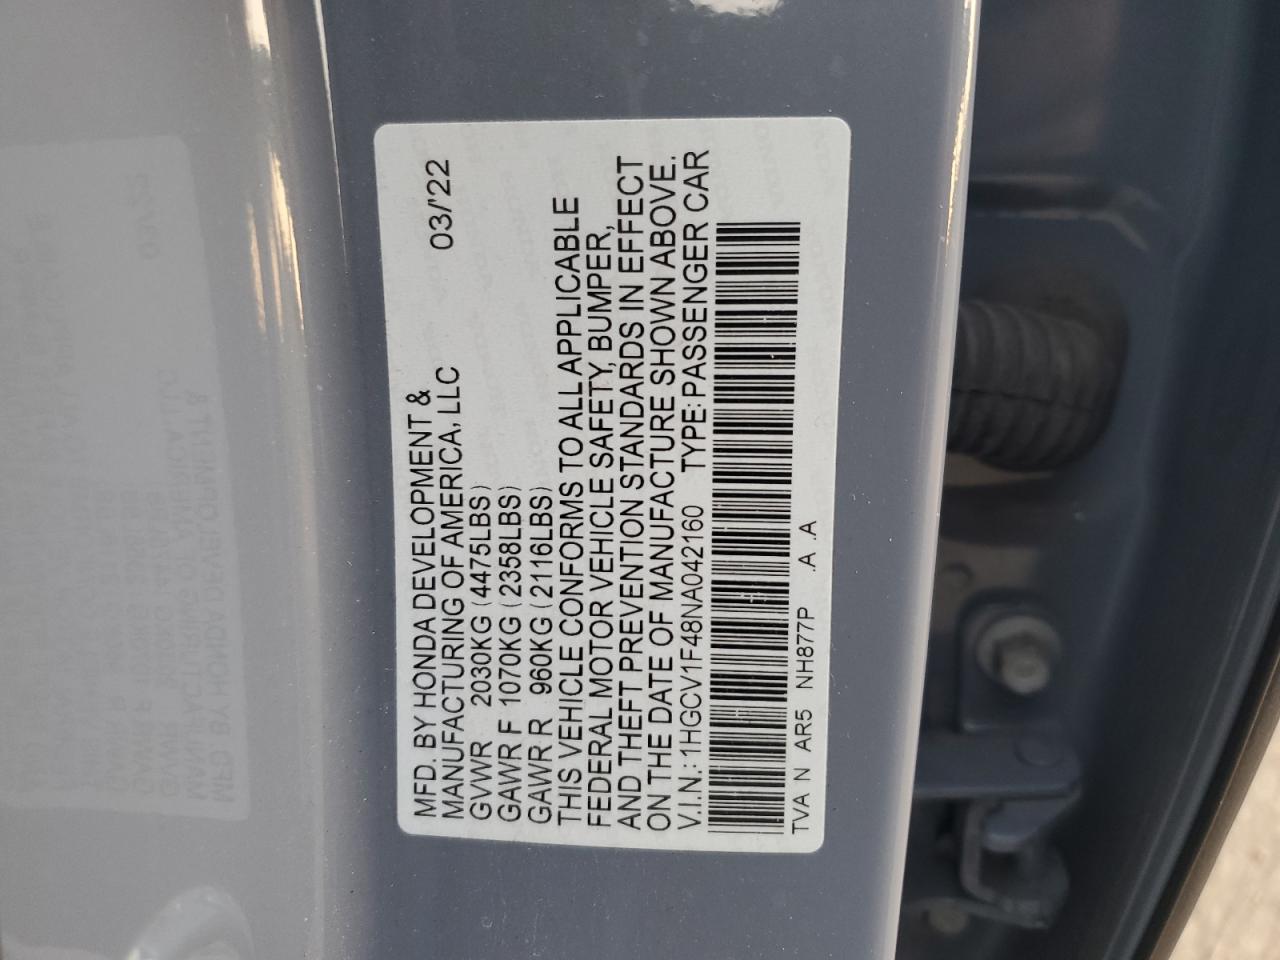 MFD. BY HONDA DEVELOPMENT &
MANUFACTURING OF AMERICA, LLC 03/'22
GVWR 2030KG (4475LBS)
GAWR F 1070KG (2358LBS)
GAWR R 960KG (2116LBS)
THIS VEHICLE CONFORMS TO ALL APPLICABLE
FEDERAL MOTOR VEHICLE SAFETY, BUMPER,
AND THEFT PREVENTION STANDARDS IN EFFECT
ON THE DATE OF MANUFACTURE SHOWN ABOVE.
V.I.N.: 1HGCV1F48NA042160 TYPE: PASSENGER CAR
TVA N AR5 NH877P .A .A